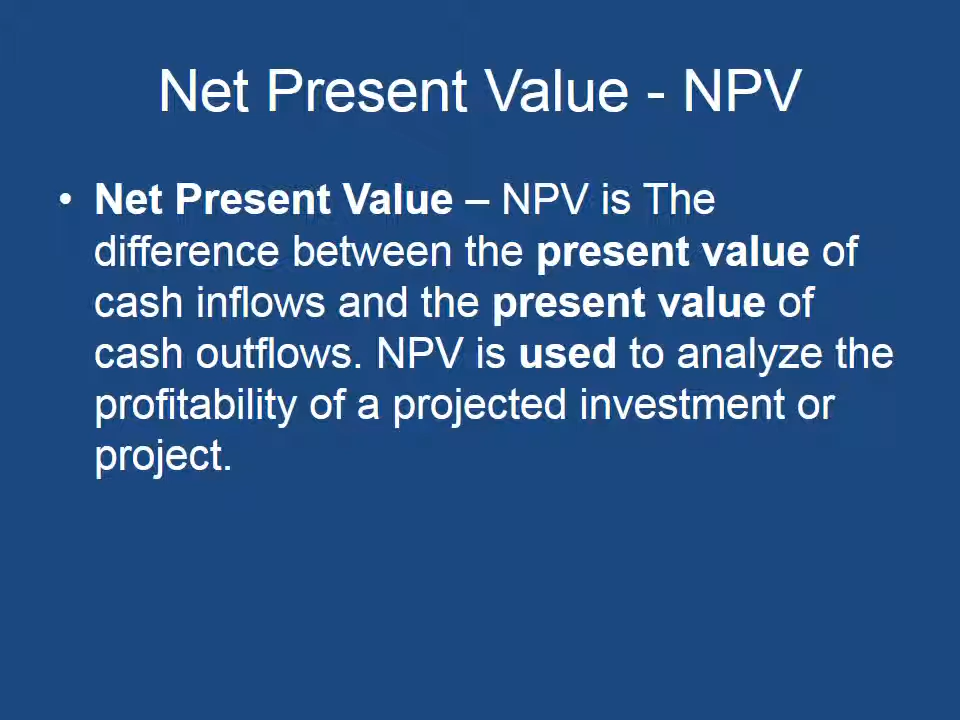 Net Present Value - NPV
• Net Present Value – NPV is The
difference between the present value of
cash inflows and the present value of
cash outflows. NPV is used to analyze the
profitability of a projected investment or
project.